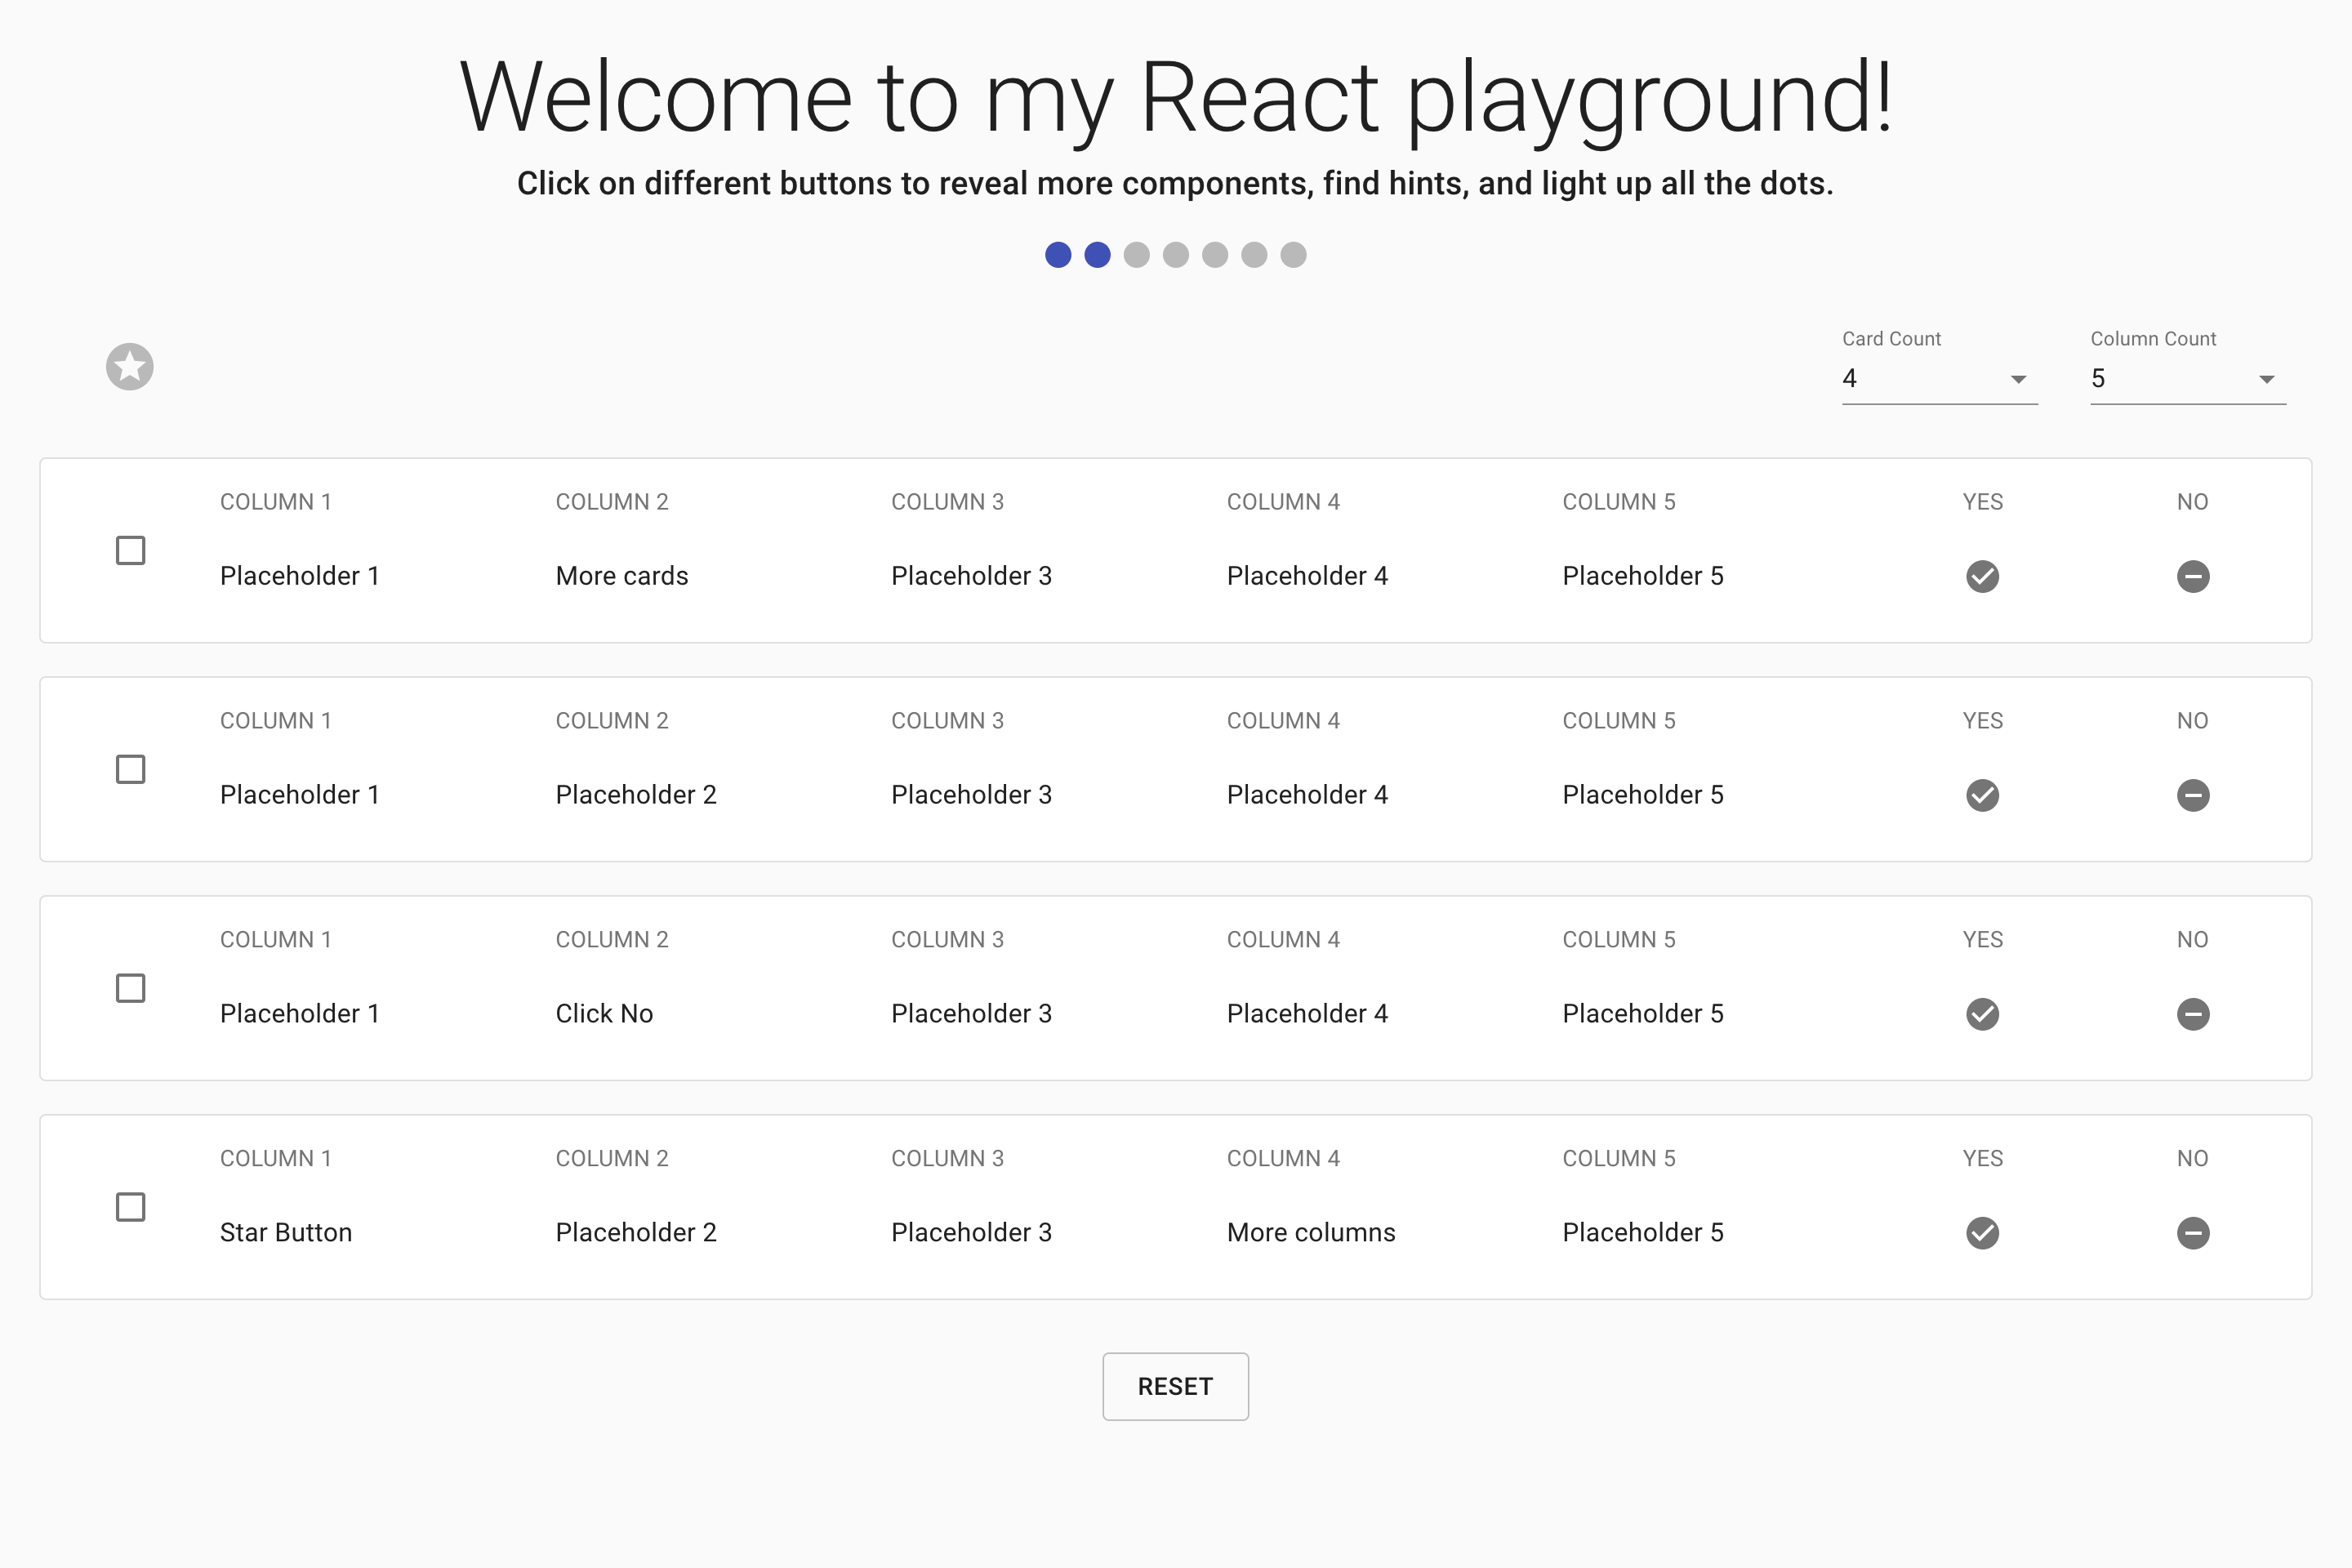 Welcome to my React playground!
Click on different buttons to reveal more components, find hints, and light up all the dots.
Card Count Column Count
4 5
COLUMN 1 COLUMN 2 COLUMN 3 COLUMN 4 COLUMN 5 YES NO
Placeholder 1 More cards Placeholder 3 Placeholder 4 Placeholder 5
COLUMN 1 COLUMN 2 COLUMN 3 COLUMN 4 COLUMN 5 YES NO
Placeholder 1 Placeholder 2 Placeholder 3 Placeholder 4 Placeholder 5
COLUMN 1 COLUMN 2 COLUMN 3 COLUMN 4 COLUMN 5 YES NO
Placeholder 1 Click No Placeholder 3 Placeholder 4 Placeholder 5
COLUMN 1 COLUMN 2 COLUMN 3 COLUMN 4 COLUMN 5 YES NO
Star Button Placeholder 2 Placeholder 3 More columns Placeholder 5
RESET